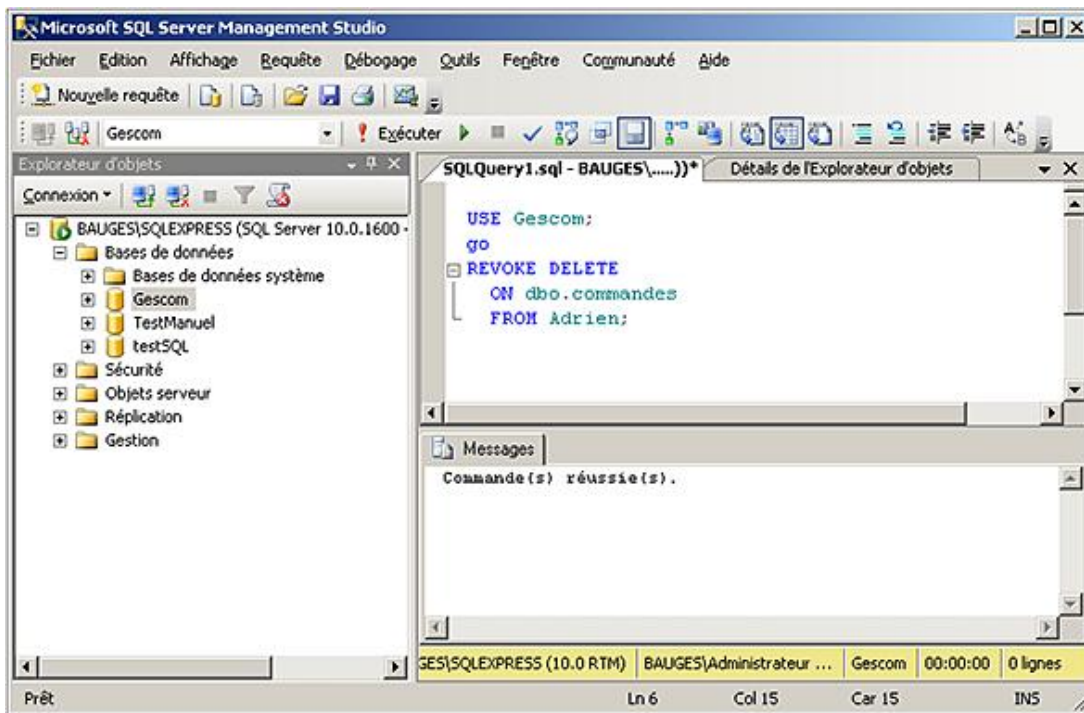 Microsoft SQL Server Management Studio
Fichier Edition Affichage Requête Débogage Outils Fenêtre Communauté Aide
Nouvelle requête
Gescom Exécuter
Explorateur d'objets
Connexion
BAUGES\SQLEXPRESS (SQL Server 10.0.1600 -
Bases de données
Bases de données système
Gescom
TestManuel
testSQL
Sécurité
Objets serveur
Réplication
Gestion
SQLQuery1.sql - BAUGES\.....))* Détails de l'Explorateur d'objets
USE Gescom;
go
REVOKE DELETE
ON dbo.commandes
FROM Adrien;
Messages
Commande(s) réussie(s).
GES\SQLEXPRESS (10.0 RTM) BAUGES\Administrateur ... Gescom 00:00:00 0 lignes
Prêt Ln 6 Col 15 Car 15 INS